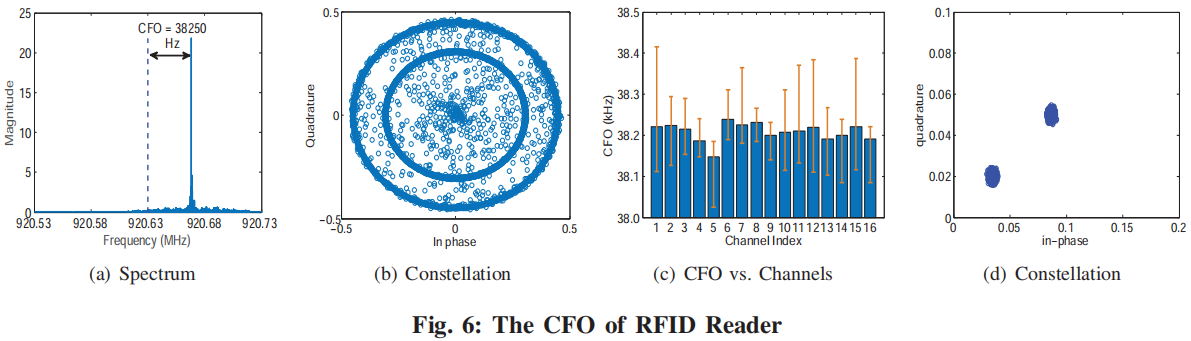 25
20
15
10
5
0
Magnitude
CFO = 38250
Hz
920.53 920.58 920.63 920.68 920.73
Frequency (MHz)
(a) Spectrum
0.5
0
−0.5
Quadrature
−0.5 0 0.5
In phase
(b) Constellation
38.5
38.4
38.3
38.2
38.1
38.0
CFO (kHz)
1 2 3 4 5 6 7 8 9 10 11 12 13 14 15 16
Channel Index
(c) CFO vs. Channels
0.1
0.08
0.06
0.04
0.02
0
quadrature
0 0.05 0.1 0.15 0.2
in−phase
(d) Constellation
Fig. 6: The CFO of RFID Reader